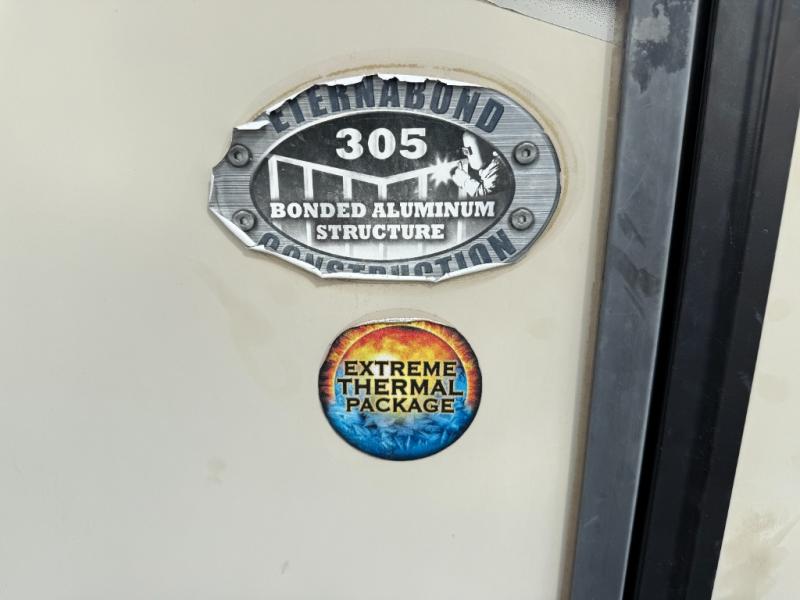 ETERNABOND
305
BONDED ALUMINUM
STRUCTURE
CONSTRUCTION
EXTREME
THERMAL
PACKAGE